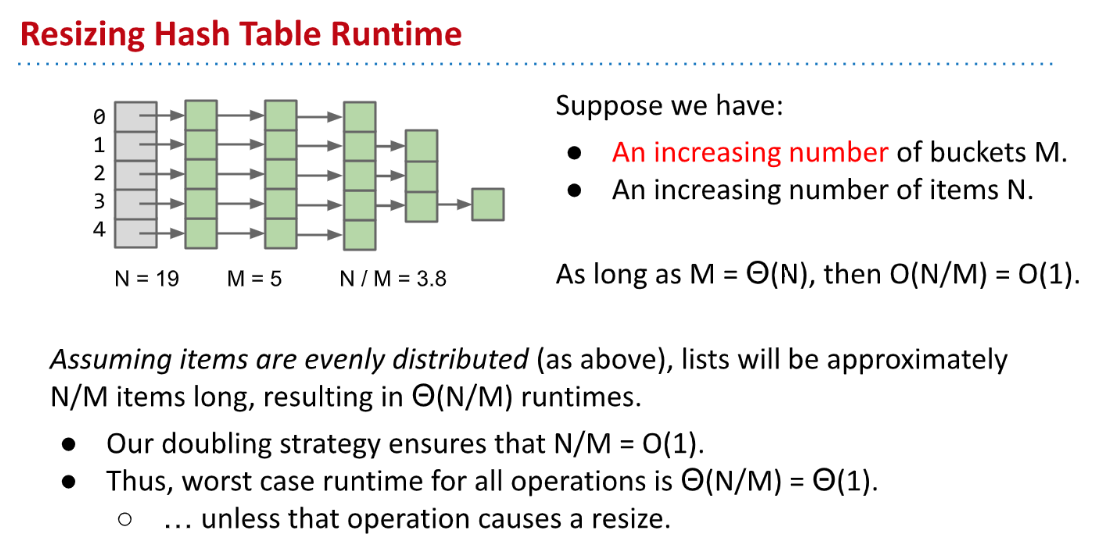 Resizing Hash Table Runtime
0
1
2
3
4
N = 19 M = 5 N / M = 3.8
Suppose we have:
● An increasing number of buckets M.
● An increasing number of items N.
As long as M = Θ(N), then O(N/M) = O(1).
Assuming items are evenly distributed (as above), lists will be approximately
N/M items long, resulting in Θ(N/M) runtimes.
● Our doubling strategy ensures that N/M = O(1).
● Thus, worst case runtime for all operations is Θ(N/M) = Θ(1).
○ … unless that operation causes a resize.